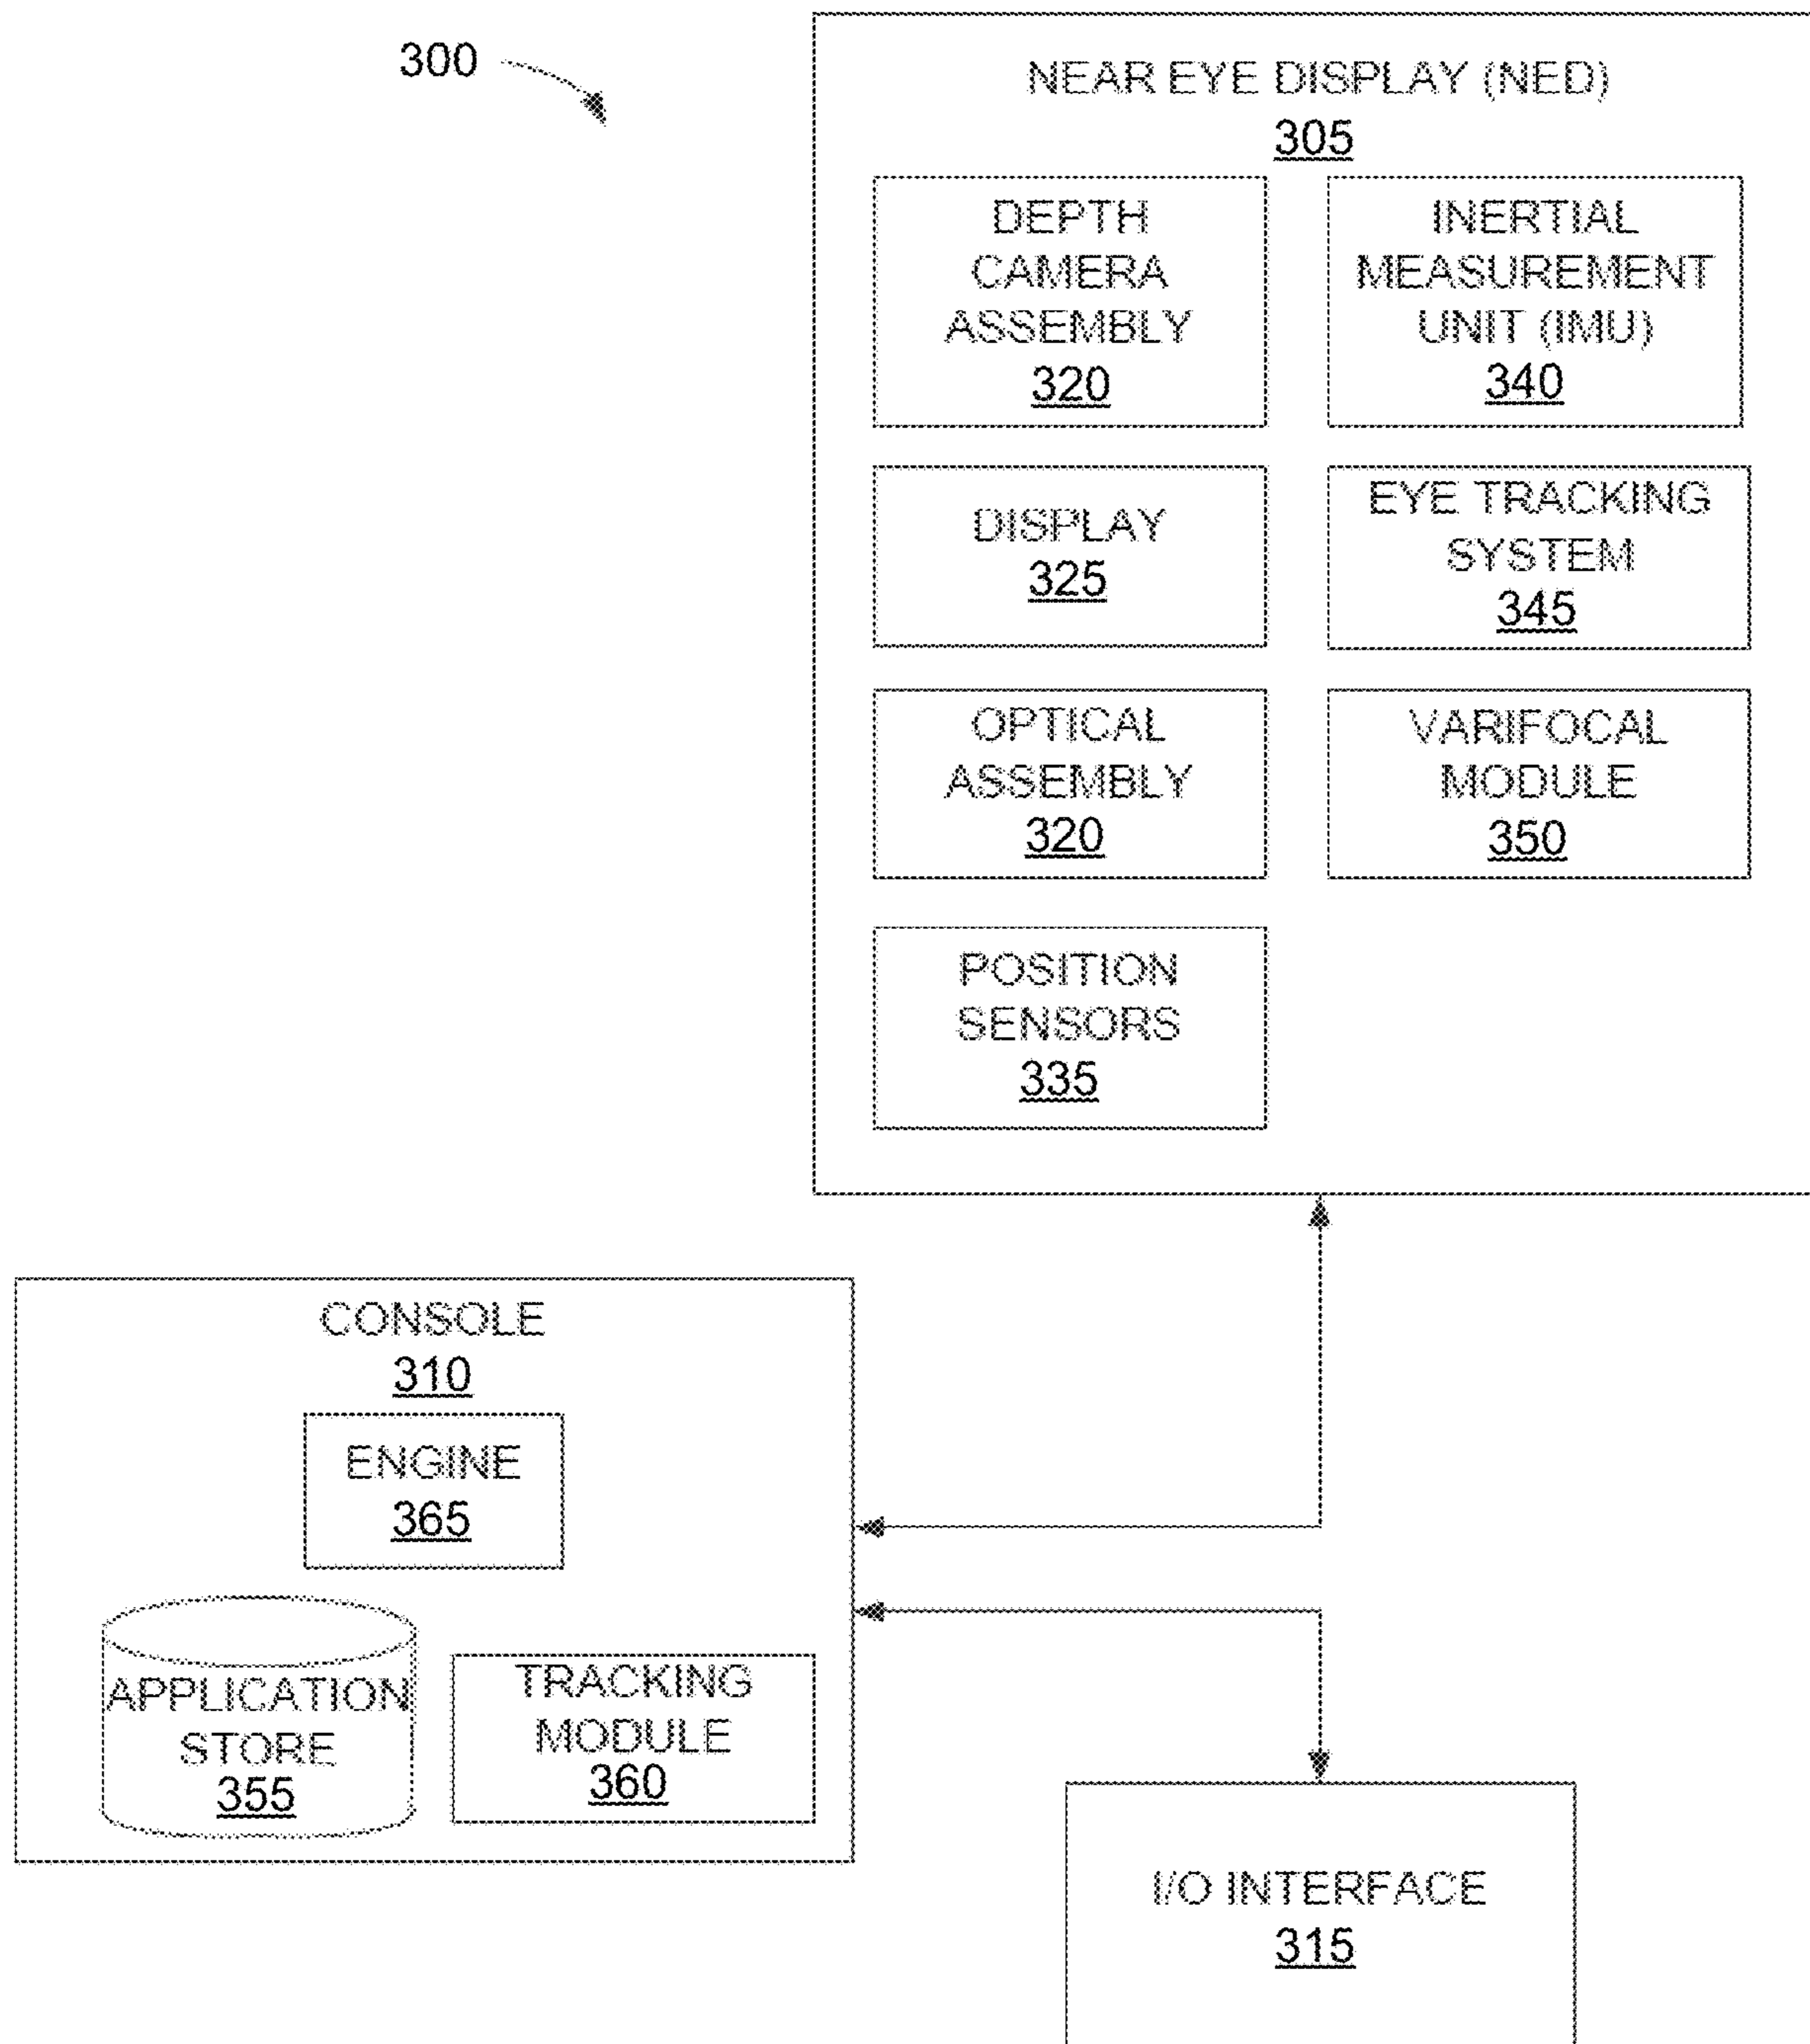 300
NEAR EYE DISPLAY (NED)
305
DEPTH
CAMERA
ASSEMBLY
320
INERTIAL
MEASUREMENT
UNIT (IMU)
340
DISPLAY
325
EYE TRACKING
SYSTEM
345
OPTICAL
ASSEMBLY
320
VARIFOCAL
MODULE
350
POSITION
SENSORS
335
CONSOLE
310
ENGINE
365
APPLICATION
STORE
355
TRACKING
MODULE
360
I/O INTERFACE
315